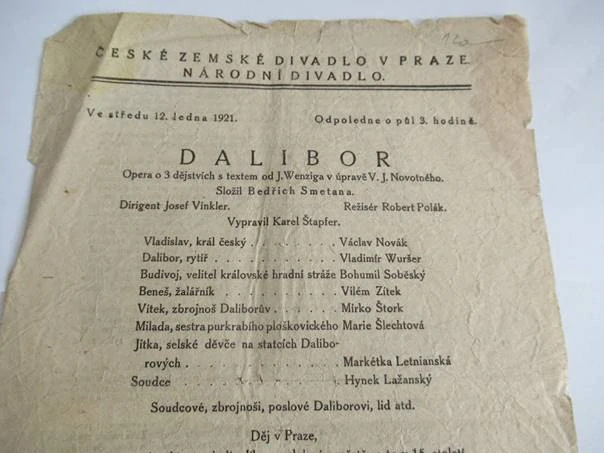 120
ČESKÉ ZEMSKÉ DIVADLO V PRAZE.
NÁRODNÍ DIVADLO.
Ve středu 12. ledna 1921. Odpoledne o půl 3. hodině.
DALIBOR
Opera o 3 dějstvích s textem od J. Wenziga v úpravě V. J. Novotného.
Složil Bedřich Smetana.
Dirigent Josef Vinkler. Režisér Robert Polák.
Vypravil Karel Štapfer.
Vladislav, král český . . . . . . . . Václav Novák
Dalibor, rytíř . . . . . . . . . . Vladimír Wuršer
Budivoj, velitel královské hradní stráže Bohumil Soběský
Beneš, žalářník . . . . . . . . . Vilém Zítek
Vítek, zbrojnoš Daliborův . . . . . . Mirko Štork
Milada, sestra purkrabího ploškovického Marie Šlechtová
Jitka, selské děvče na statcích Dalibo-
rových . . . . . . . . . . . Markétka Letnianská
Soudce . . . . . . . . . . . Hynek Lažanský
Soudcové, zbrojnoši, poslové Daliborovi, lid atd.
Děj v Praze,
15. století